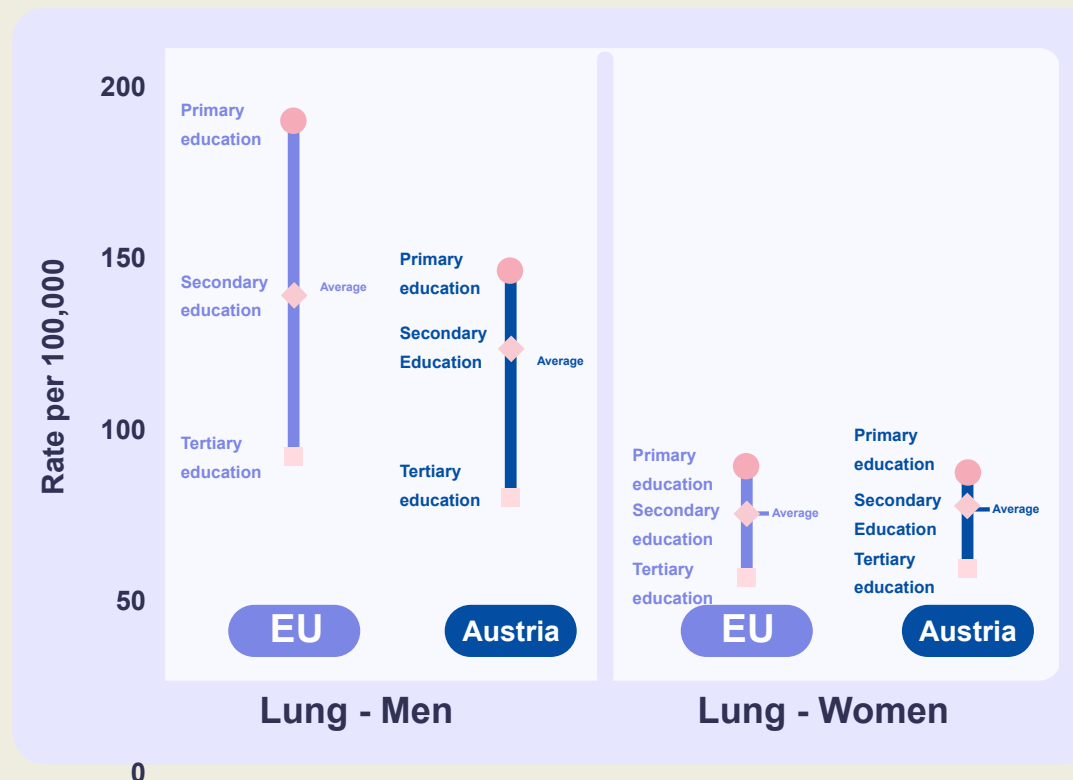 Rate per 100,000
200
150
100
50
0
Primary
education
Secondary
education
Average
Tertiary
education
EU
Primary
education
Secondary
Education
Average
Tertiary
education
Austria
Lung - Men
Primary
education
Secondary
education
Average
Tertiary
education
EU
Primary
education
Secondary
Education
Average
Tertiary
education
Austria
Lung - Women